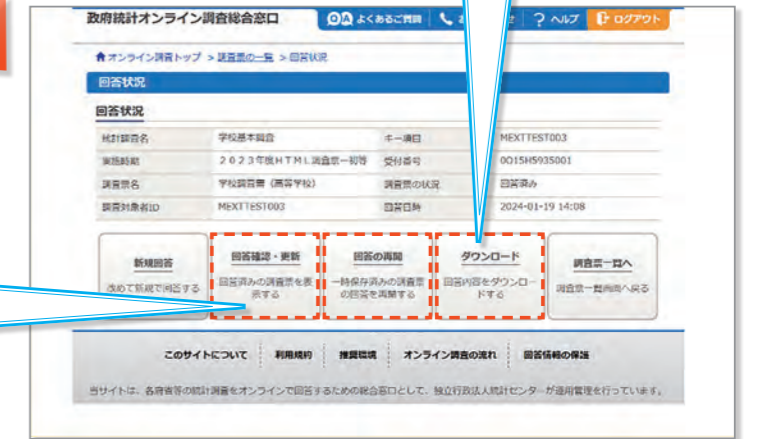 政府統計オンライン調査総合窓口
よくあるご質問
ヘルプ
ログアウト
オンライン調査トップ > 調査票の一覧 > 回答状況
回答状況
回答状況
統計調査名 学校基本調査 キー項目 MEXTTEST003
実施時期 2023年度HTML調査票一初等 受付番号 0O15H5935001
調査票名 学校調査書（高等学校） 調査票の状況 回答済み
調査対象者ID MEXTTEST003 回答日時 2024-01-19 14:08
新規回答
改めて新規で回答する
回答確認・更新
回答済みの調査票を表
示する
回答の再開
一時保存済みの調査票
の回答を再開する
ダウンロード
回答内容をダウンロー
ドする
調査票一覧へ
調査票一覧画面へ戻る
このサイトについて 利用規約 推奨環境 オンライン調査の流れ 回答情報の保護
当サイトは、各府省等の統計調査をオンラインで回答するための総合窓口として、独立行政法人統計センターが運用管理を行っています。